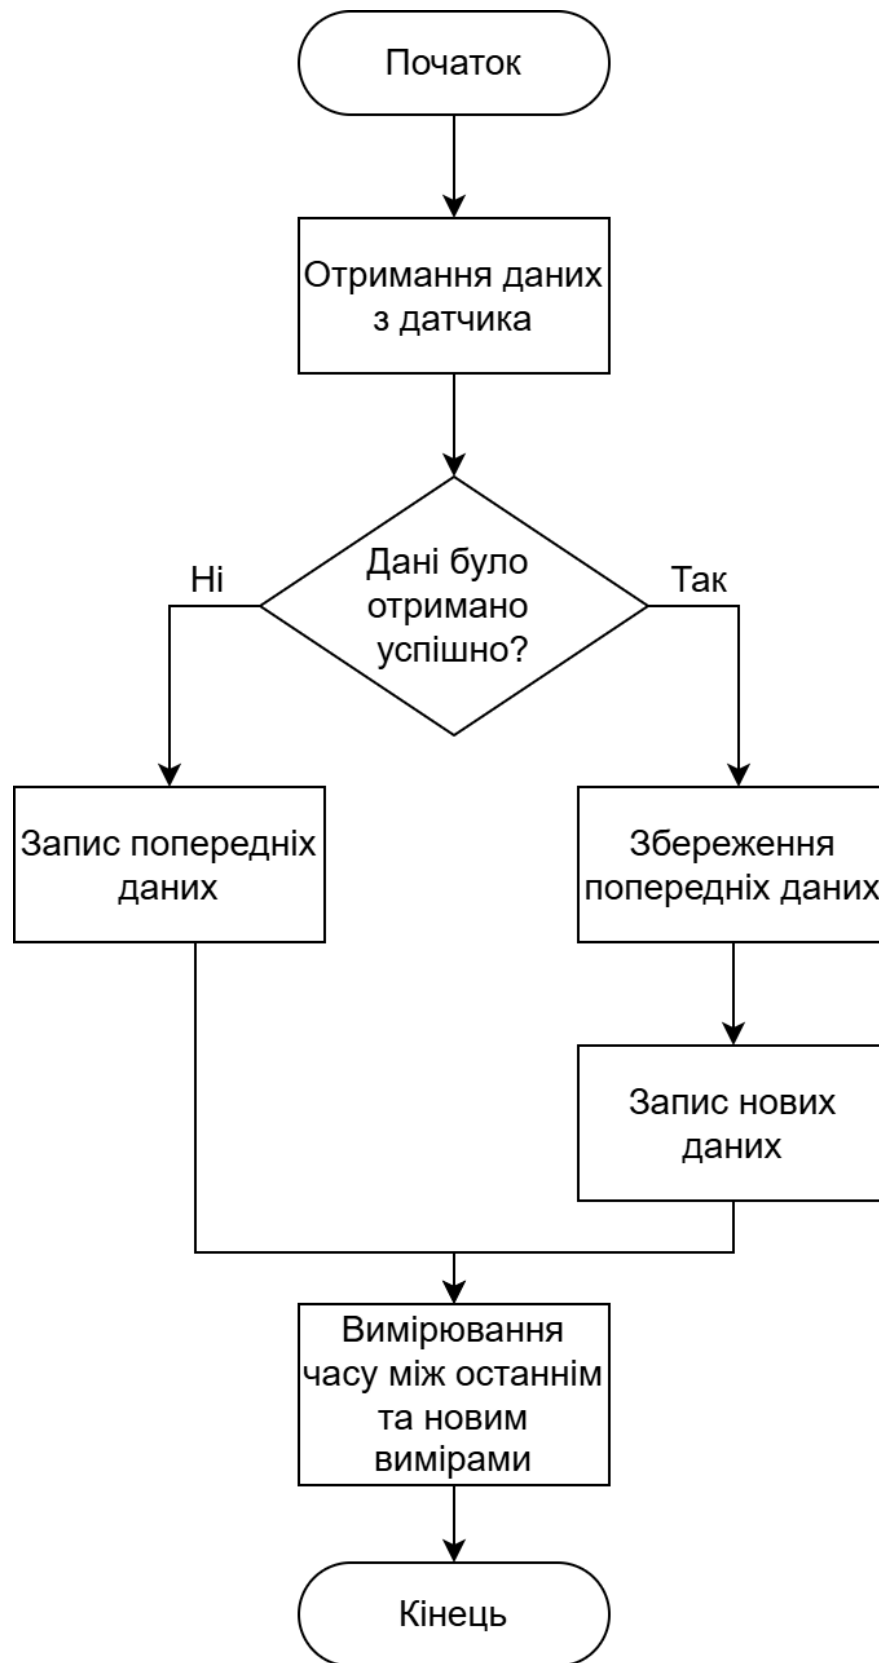 Початок
Отримання даних
з датчика
Дані було
отримано
успішно?
Ні
Так
Запис попередніх
даних
Збереження
попередніх даних
Запис нових
даних
Вимірювання
часу між останнім
та новим
вимірами
Кінець